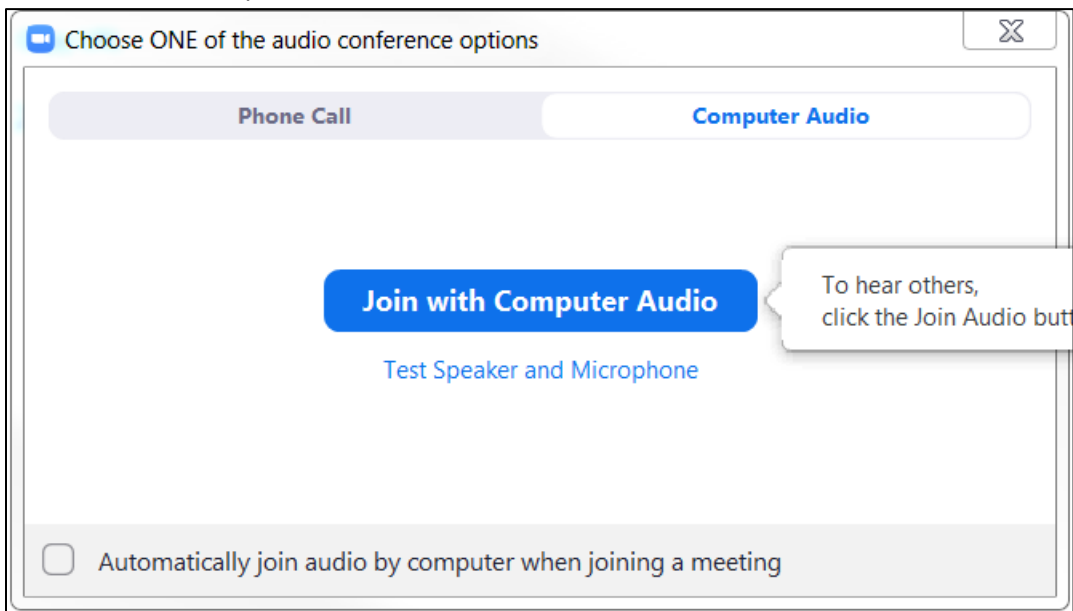 Choose ONE of the audio conference options
Phone Call
Computer Audio
Join with Computer Audio
To hear others,
click the Join Audio
Test Speaker and Microphone
Automatically join audio by computer when joining a meeting